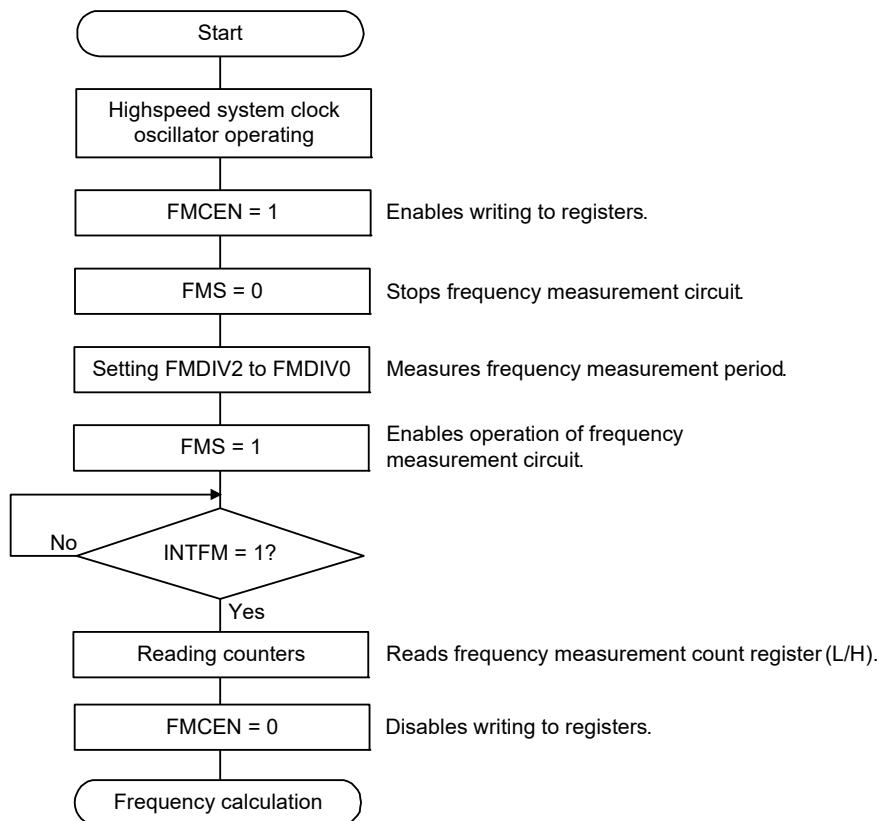 Start
Highspeed system clock
oscillator operating
FMCEN = 1
Enables writing to registers.
FMS = 0
Stops frequency measurement circuit.
Setting FMDIV2 to FMDIV0
Measures frequency measurement period.
FMS = 1
Enables operation of frequency
measurement circuit.
No
INTFM = 1?
Yes
Reading counters
Reads frequency measurement count register (L/H).
FMCEN = 0
Disables writing to registers.
Frequency calculation